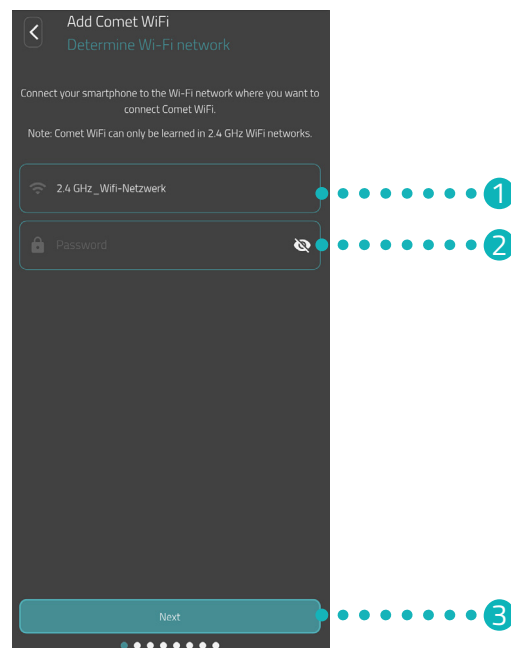 Add Comet WiFi
Determine Wi-Fi network
Connect your smartphone to the Wi-Fi network where you want to
connect Comet WiFi.
Note: Comet WiFi can only be learned in 2.4 GHz WiFi networks.
2.4 GHz_Wifi-Netzwerk
1
Password
2
Next
3